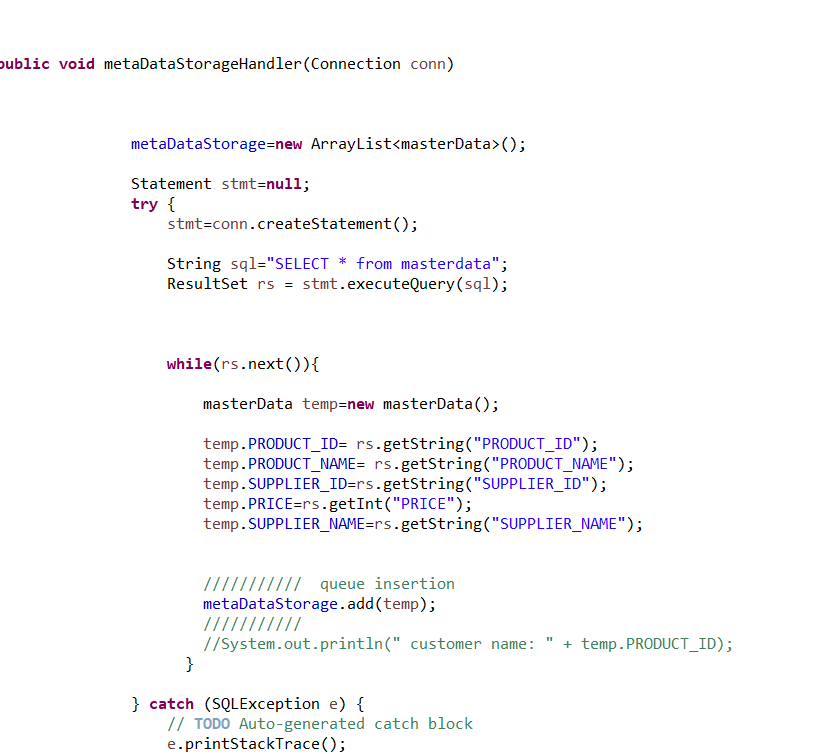 public void metaDataStorageHandler(Connection conn)
metaDataStorage=new ArrayList<masterData>();
Statement stmt=null;
try {
stmt=conn.createStatement();
String sql="SELECT * from masterdata";
ResultSet rs = stmt.executeQuery(sql);
while(rs.next()){
masterData temp=new masterData();
temp.PRODUCT_ID= rs.getString("PRODUCT_ID");
temp.PRODUCT_NAME= rs.getString("PRODUCT_NAME");
temp.SUPPLIER_ID=rs.getString("SUPPLIER_ID");
temp.PRICE=rs.getInt("PRICE");
temp.SUPPLIER_NAME=rs.getString("SUPPLIER_NAME");
///////////  queue insertion
metaDataStorage.add(temp);
///////////
//System.out.println(" customer name: " + temp.PRODUCT_ID);
}
} catch (SQLException e) {
// TODO Auto-generated catch block
e.printStackTrace();